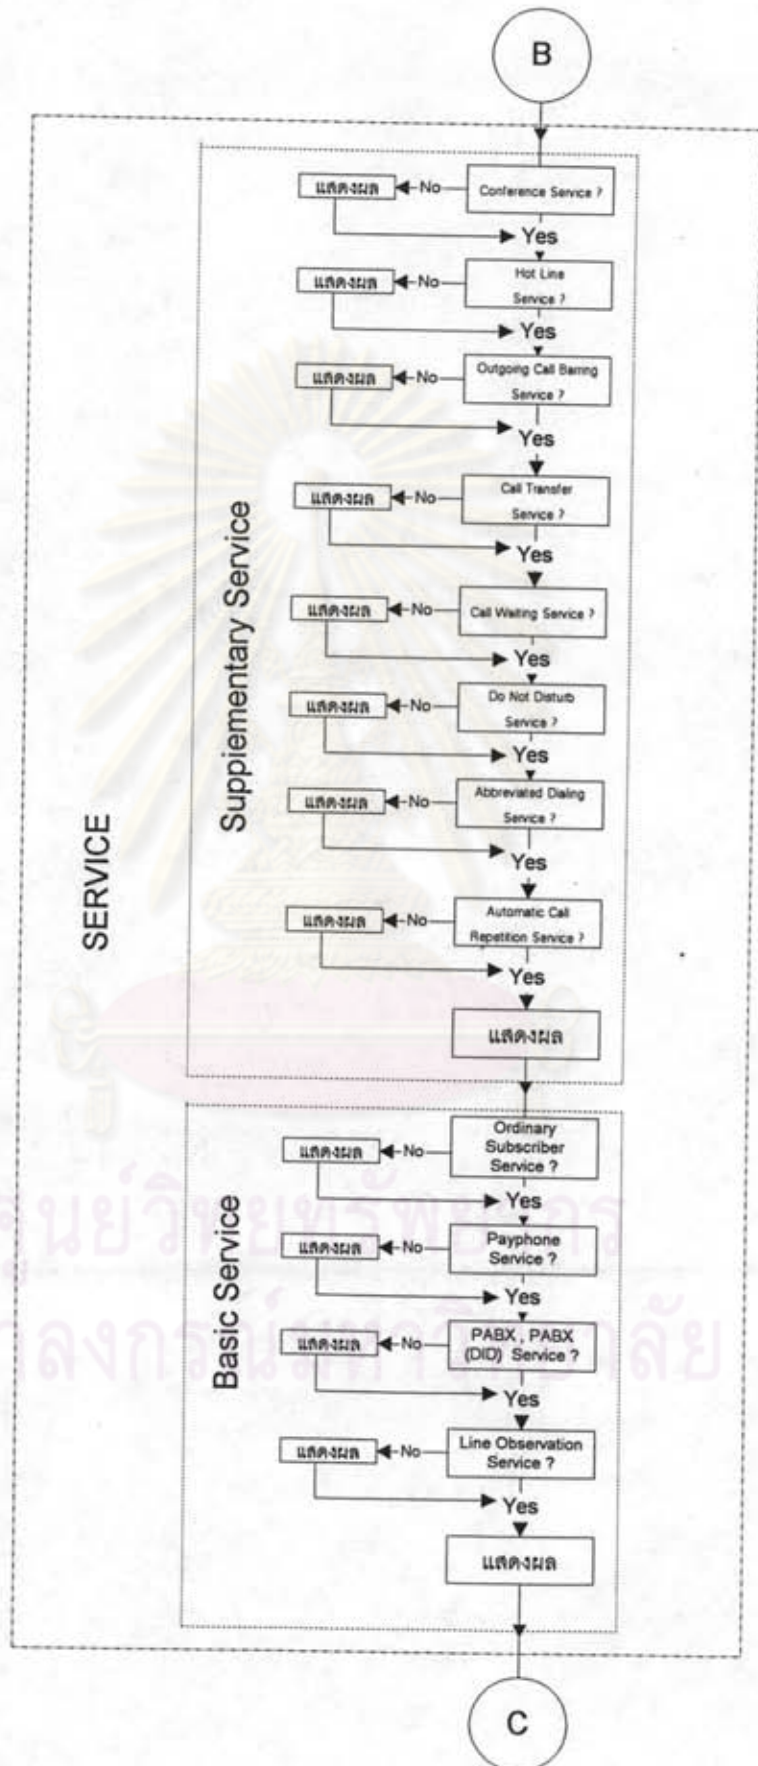 B
Conference Service ?
No
แสดงผล
Yes
Hot Line
Service ?
No
แสดงผล
Yes
Outgoing Call Barring
Service ?
No
แสดงผล
Yes
Call Transfer
Service ?
No
แสดงผล
Yes
Call Waiting Service ?
No
แสดงผล
Yes
Do Not Disturb
Service ?
No
แสดงผล
Yes
Abbreviated Dialing
Service ?
No
แสดงผล
Yes
Automatic Call
Repetition Service ?
No
แสดงผล
Yes
แสดงผล
Supplementary Service
SERVICE
Ordinary
Subscriber
Service ?
No
แสดงผล
Yes
Payphone
Service ?
No
แสดงผล
Yes
PABX , PABX
(DID) Service ?
No
แสดงผล
Yes
Line Observation
Service ?
No
แสดงผล
Yes
แสดงผล
Basic Service
C